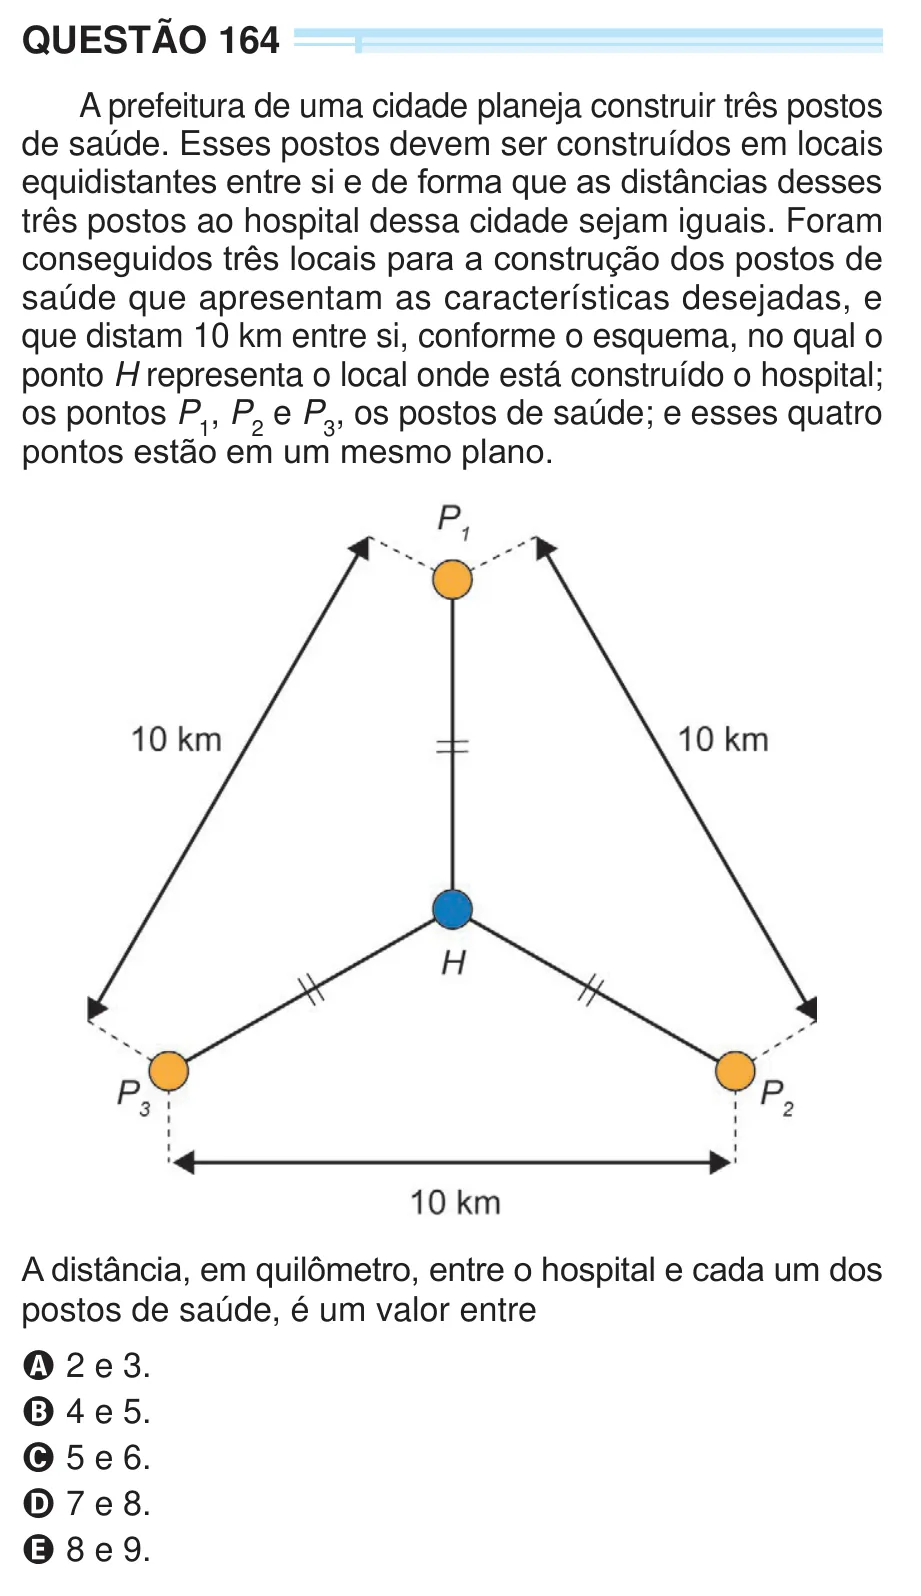 QUESTÃO 164
A prefeitura de uma cidade planeja construir três postos
de saúde. Esses postos devem ser construídos em locais
equidistantes entre si e de forma que as distâncias desses
três postos ao hospital dessa cidade sejam iguais. Foram
conseguidos três locais para a construção dos postos de
saúde que apresentam as características desejadas, e
que distam 10 km entre si, conforme o esquema, no qual o
ponto H representa o local onde está construído o hospital;
os pontos P₁, P₂ e P₃, os postos de saúde; e esses quatro
pontos estão em um mesmo plano.
P₁
10 km
10 km
H
P₃
P₂
10 km
A distância, em quilômetro, entre o hospital e cada um dos
postos de saúde, é um valor entre
A 2 e 3.
B 4 e 5.
C 5 e 6.
D 7 e 8.
E 8 e 9.